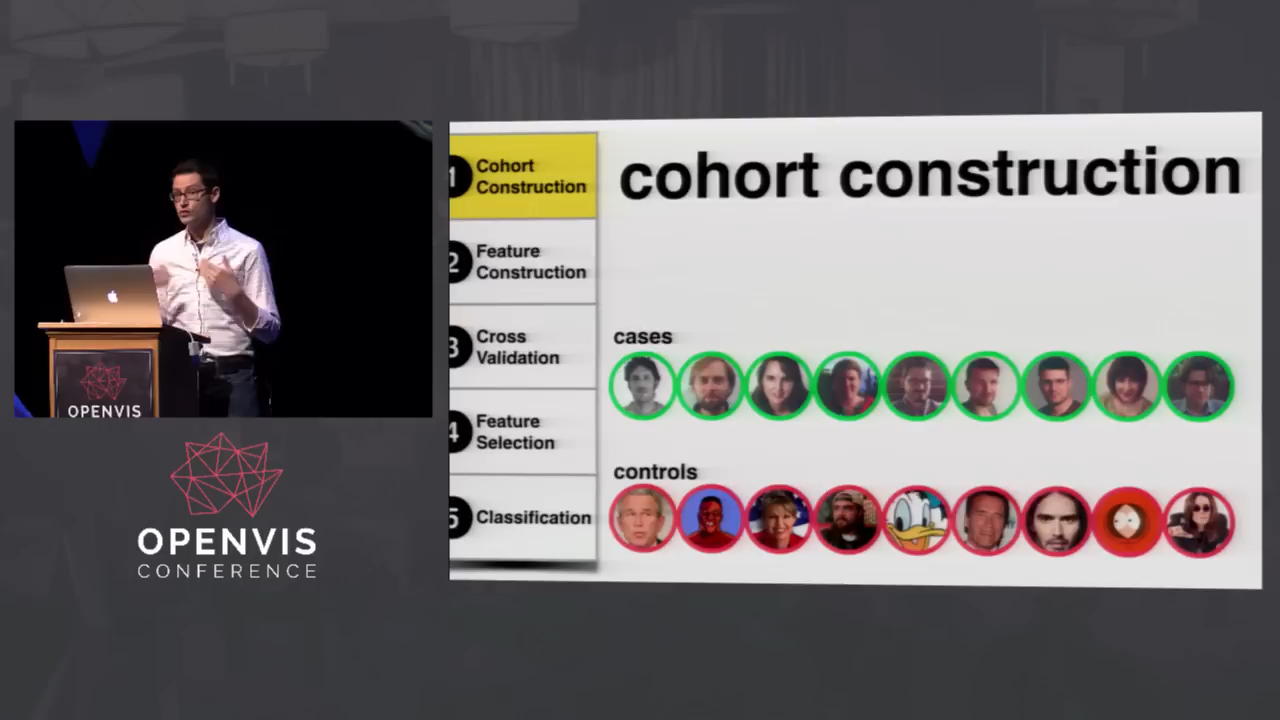 OPENVIS
OPENVIS
CONFERENCE
1 Cohort
Construction
2 Feature
Construction
3 Cross
Validation
4 Feature
Selection
5 Classification
cohort construction
cases
controls